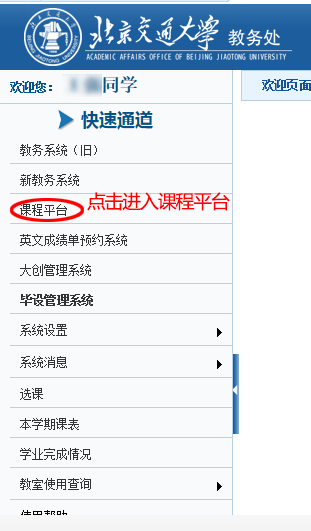 北京交通大学 教务处
ACADEMIC AFFAIRS OFFICE OF BEIJING JIAOTONG UNIVERSITY
欢迎您： 同学
欢迎页面
快速通道
教务系统（旧）
新教务系统
课程平台 点击进入课程平台
英文成绩单预约系统
大创管理系统
毕设管理系统
系统设置
系统消息
选课
本学期课表
学业完成情况
教室使用查询
使用帮助